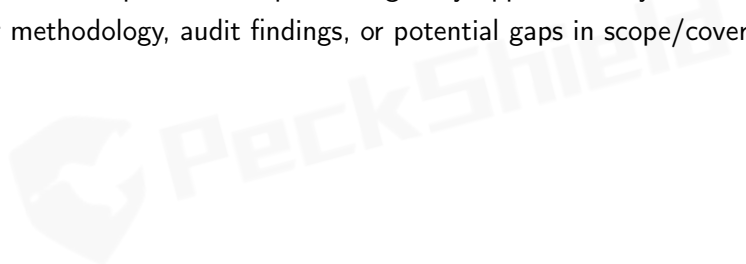 methodology, audit findings, or potential gaps in scope/cover
PeckShield